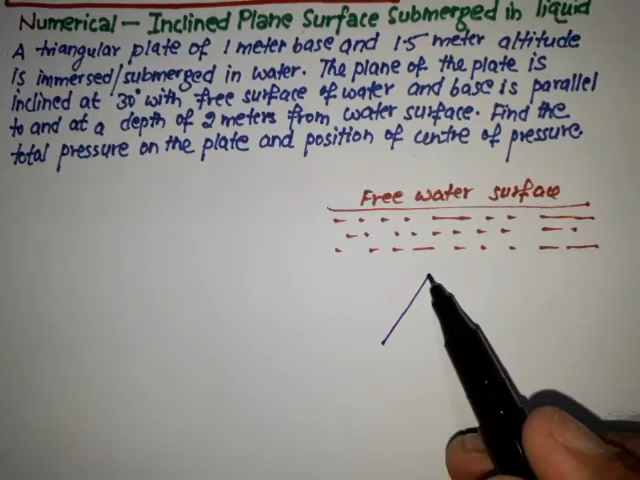 Numerical — Inclined Plane Surface Submerged in liquid
A triangular plate of 1 meter base and 1.5 meter altitude
is immersed/submerged in water. The plane of the plate is
inclined at 30° with free surface of water and base is parallel
to and at a depth of 2 meters from water surface. Find the
total pressure on the plate and position of centre of pressure.
Free water surface